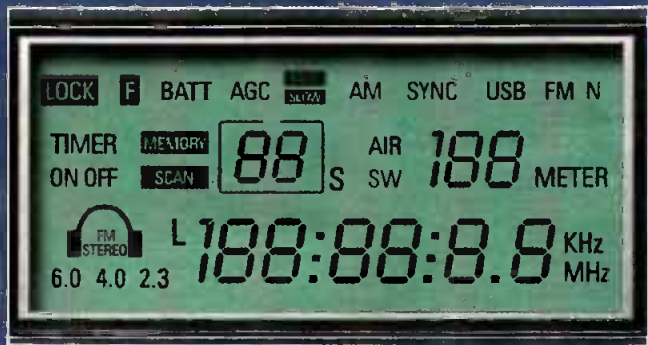 LOCK F BATT AGC SLOW AM SYNC USB FM N
TIMER MEMORY AIR
ON OFF SCAN 88 S SW 188 METER
FM
STEREO
L 188:88:8.8 KHz
MHz
6.0 4.0 2.3